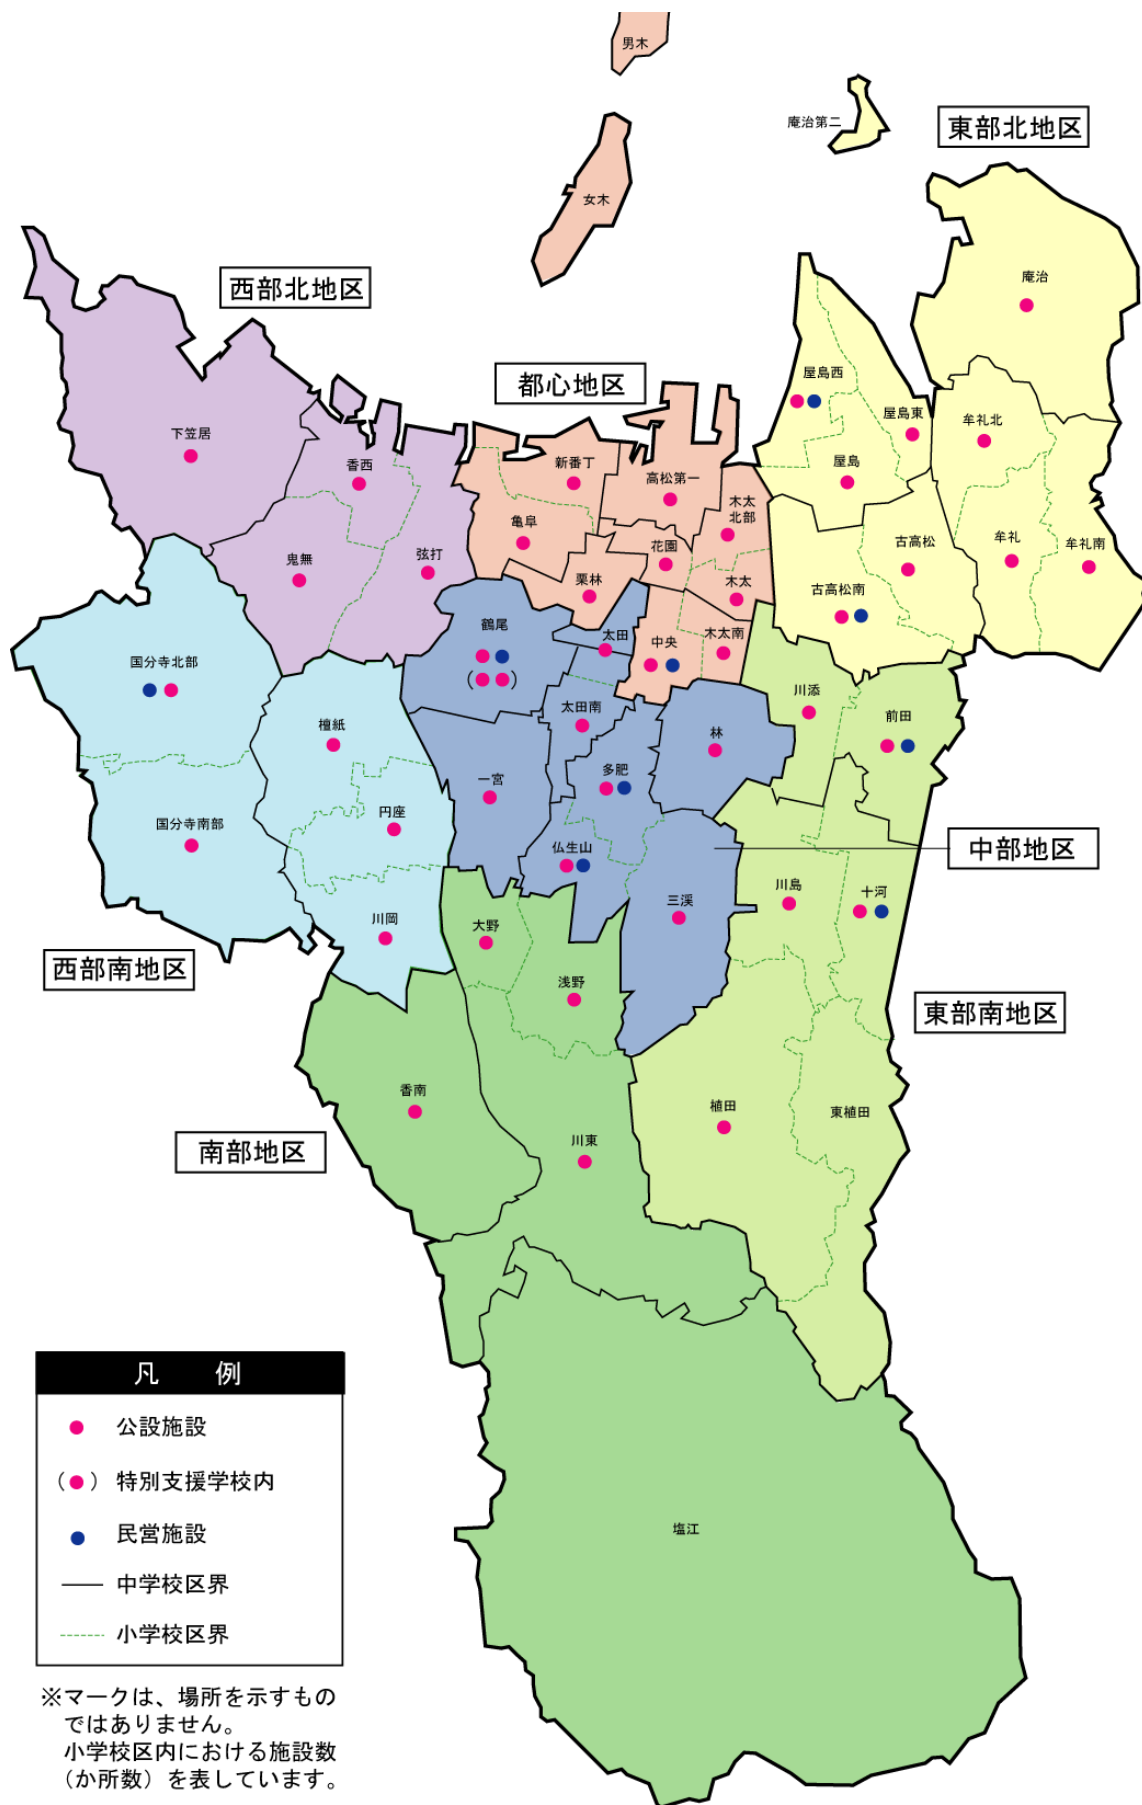 男木
庵治第二
東部北地区
女木
庵治
西部北地区
都心地区
屋島西
屋島東
牟礼北
下笠居
香西
新番丁
高松第一
屋島
木太
北部
亀阜
花園
古高松
牟礼
牟礼南
鬼無
弦打
栗林
木太
古高松南
鶴尾
太田
中央
木太南
国分寺北部
(
)
川添
太田南
前田
檀紙
林
一宮
多肥
国分寺南部
円座
仏生山
中部地区
三渓
川島
十河
川岡
大野
西部南地区
浅野
東部南地区
香南
植田
東植田
川東
南部地区
凡　例
公設施設
（ ）特別支援学校内
民営施設
中学校区界
小学校区界
塩江
※マークは、場所を示すもの
ではありません。
小学校区内における施設数
（か所数）を表しています。